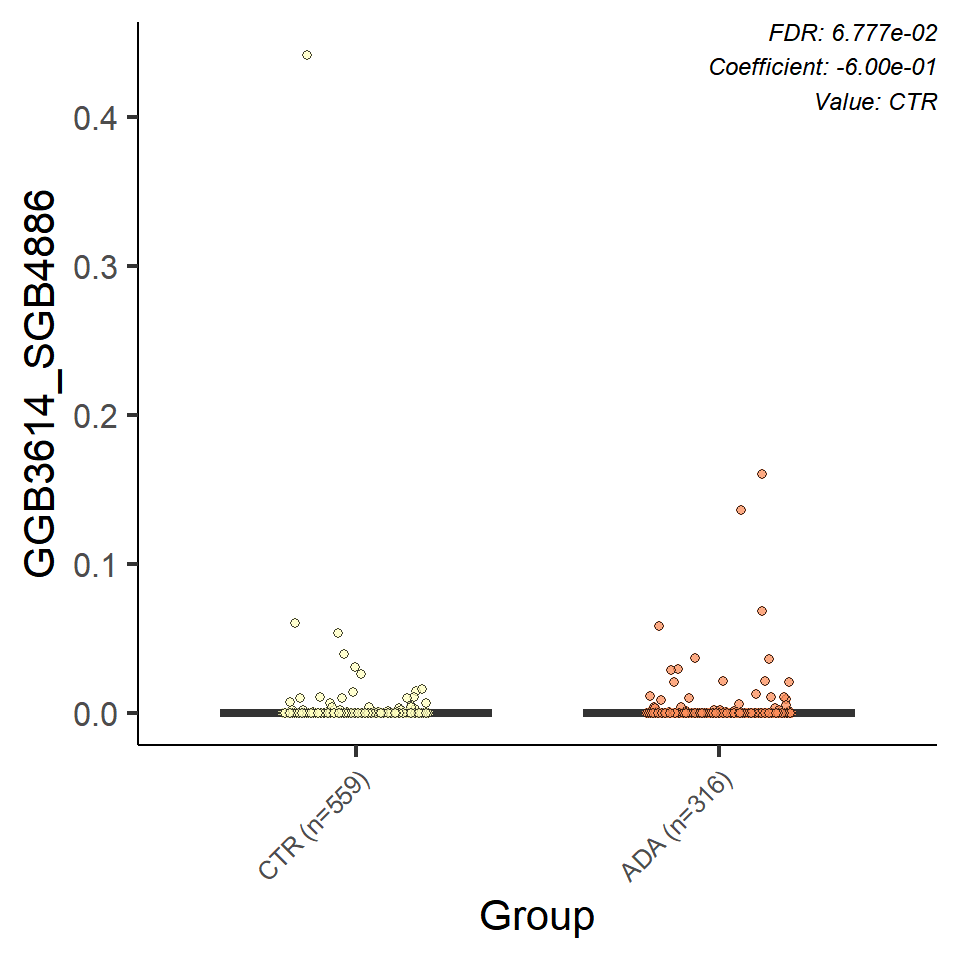 FDR: 6.777e-02
Coefficient: -6.00e-01
Value: CTR
GGB3614_SGB4886
0.4
0.3
0.2
0.1
0.0
CTR (n=559)
ADA (n=316)
Group